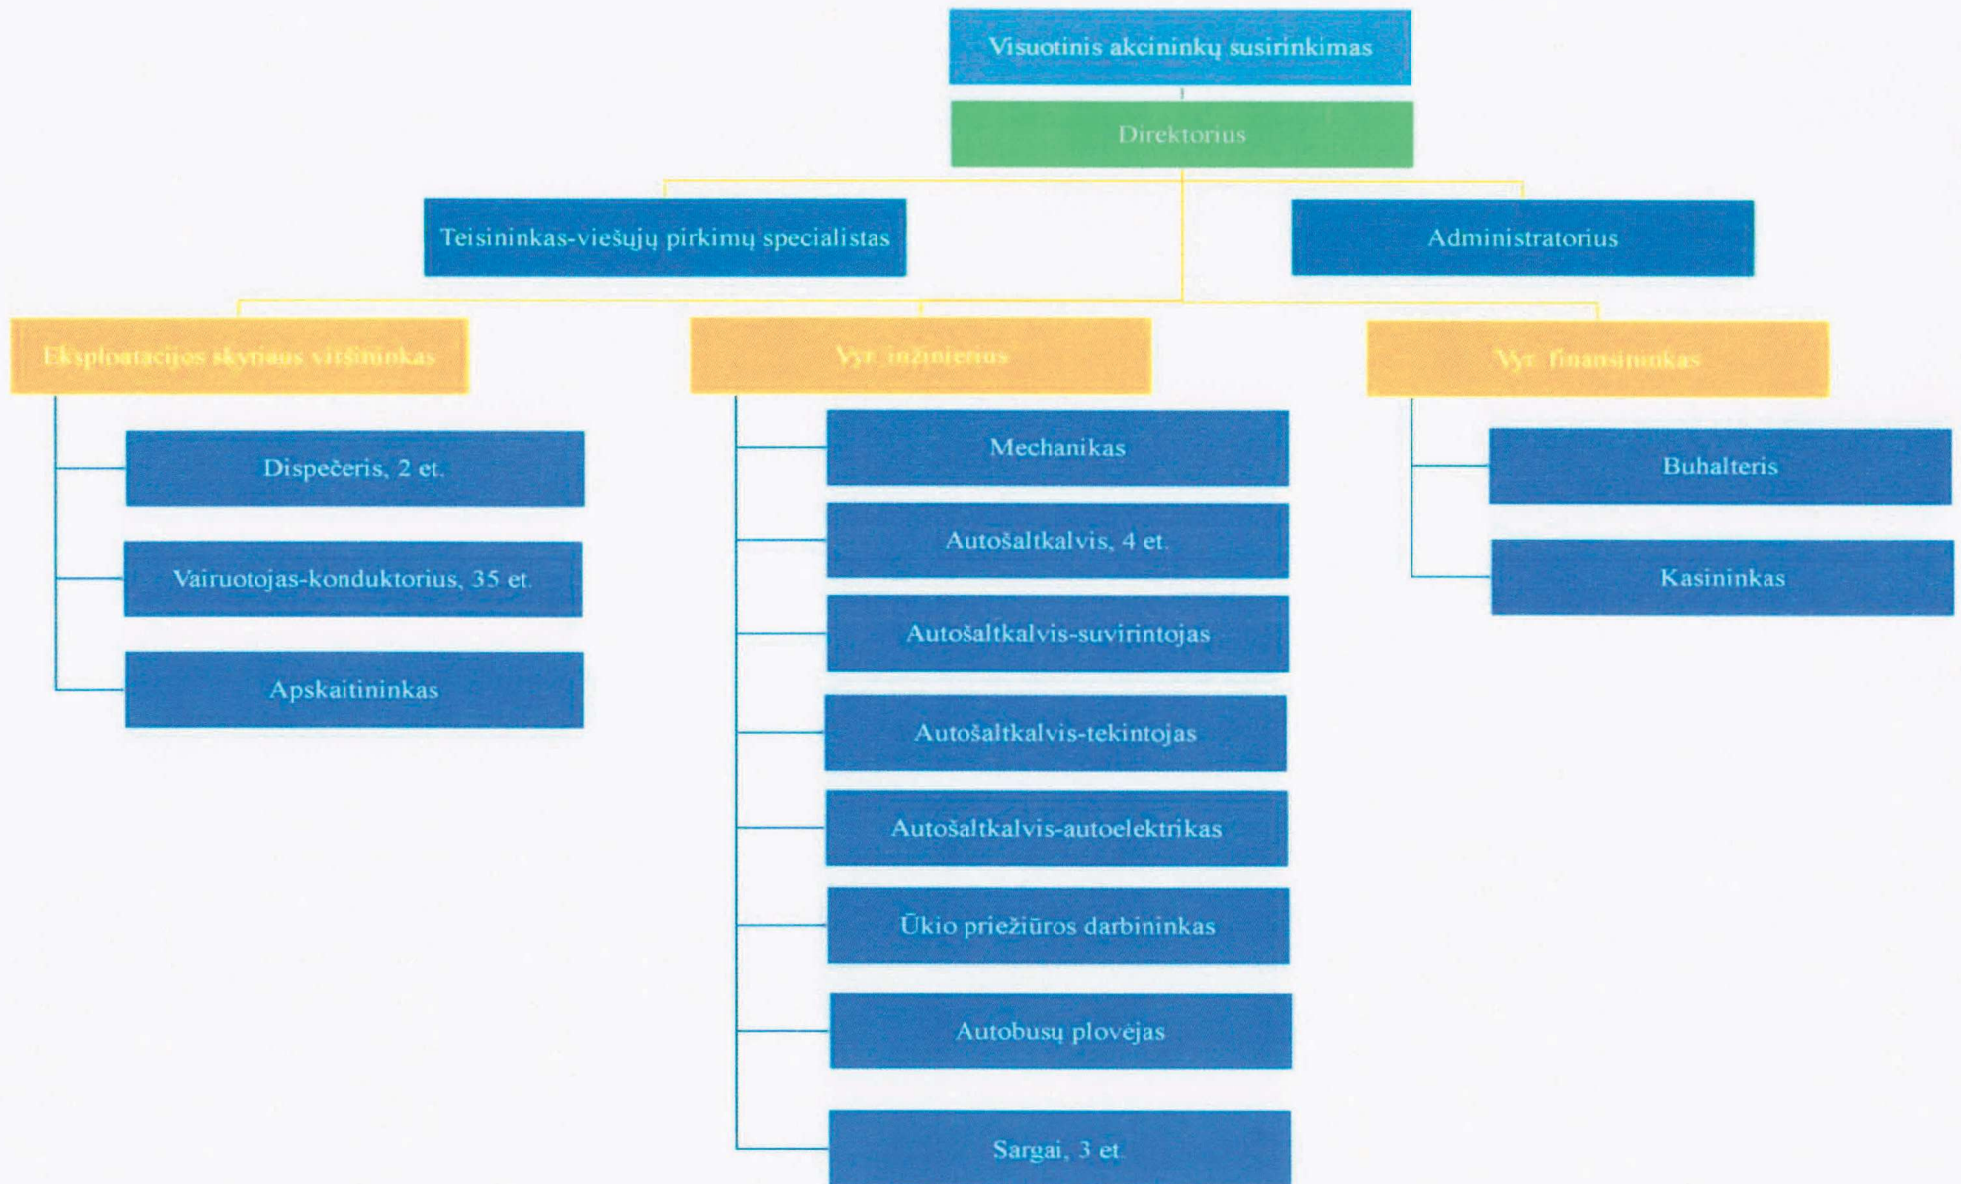 Visuotinis akcininkų susirinkimas
Direktorius
Teisininkas-viešųjų pirkimų specialistas
Administratorius
Eksploatacijos skyriaus viršininkas
Vyr. inžinierius
Vyr. finansininkas
Dispečeris, 2 et.
Vairuotojas-konduktorius, 35 et.
Apskaitininkas
Mechanikas
Autošaltkalvis, 4 et.
Autošaltkalvis-suvirintojas
Autošaltkalvis-tekintojas
Autošaltkalvis-autoelektrikas
Ūkio priežiūros darbininkas
Autobusų plovėjas
Sargai, 3 et.
Buhalteris
Kasininkas